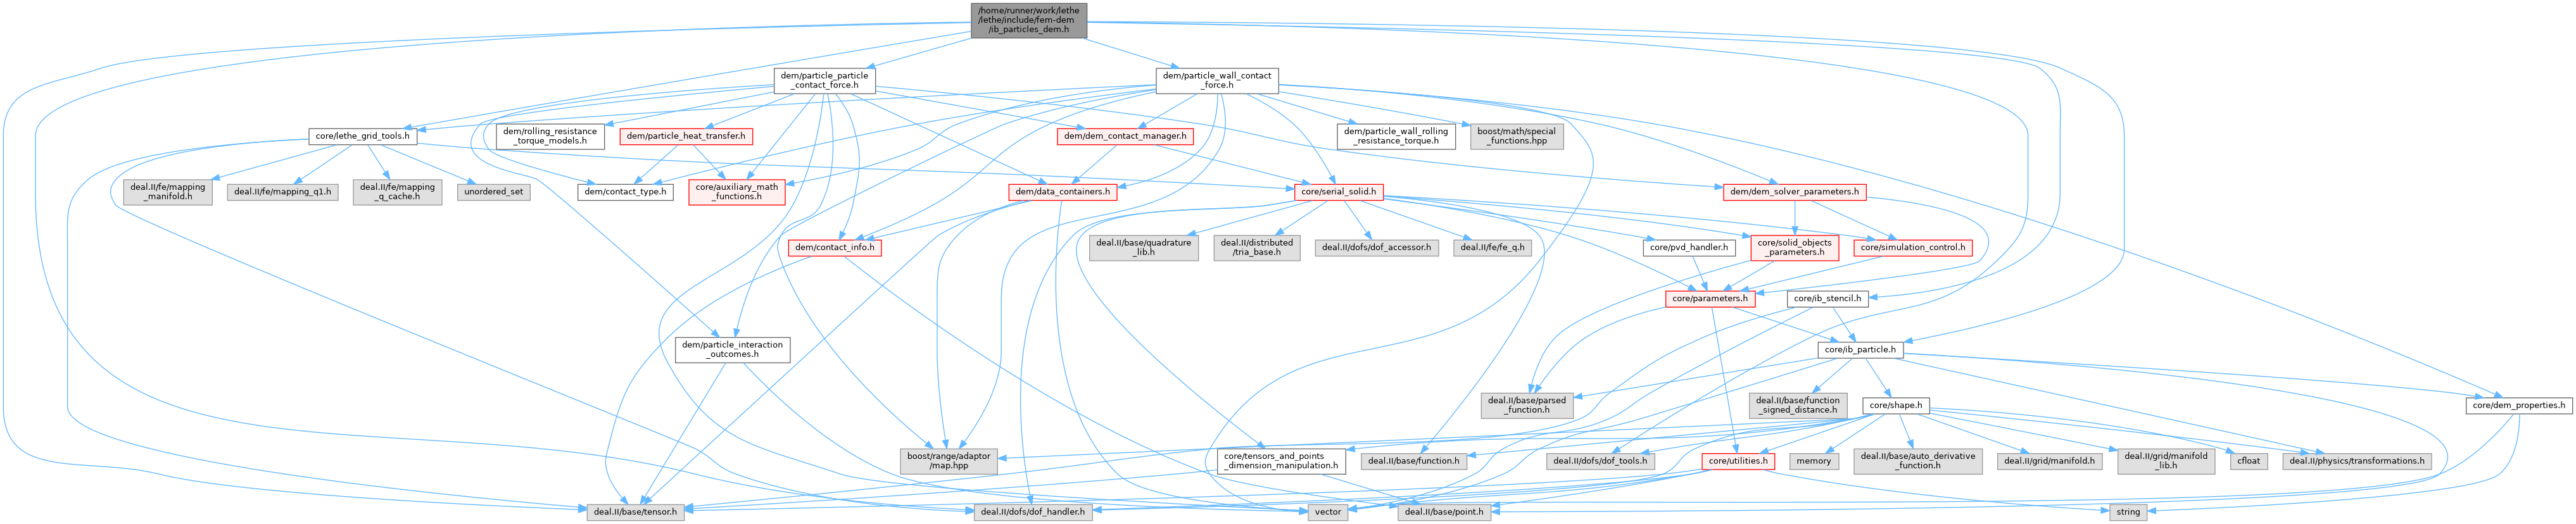 /home/runner/work/lethe
/lethe/include/fem-dem
/ib_particles_dem.h
dem/particle_particle
_contact_force.h
dem/particle_wall_contact
_force.h
core/lethe_grid_tools.h
dem/rolling_resistance
_torque_models.h
dem/particle_heat_transfer.h
dem/dem_contact_manager.h
dem/particle_wall_rolling
_resistance_torque.h
boost/math/special
_functions.hpp
deal.II/fe/mapping
_manifold.h
deal.II/fe/mapping_q1.h
deal.II/fe/mapping
_q_cache.h
unordered_set
dem/contact_type.h
core/auxiliary_math
_functions.h
dem/data_containers.h
core/serial_solid.h
dem/dem_solver_parameters.h
dem/contact_info.h
deal.II/base/quadrature
_lib.h
deal.II/distributed
/tria_base.h
deal.II/dofs/dof_accessor.h
deal.II/fe/fe_q.h
core/pvd_handler.h
core/solid_objects
_parameters.h
core/simulation_control.h
core/parameters.h
core/ib_stencil.h
dem/particle_interaction
_outcomes.h
core/ib_particle.h
deal.II/base/parsed
_function.h
deal.II/base/function
_signed_distance.h
core/shape.h
core/dem_properties.h
boost/range/adaptor
/map.hpp
core/tensors_and_points
_dimension_manipulation.h
deal.II/base/function.h
deal.II/dofs/dof_tools.h
core/utilities.h
memory
deal.II/base/auto_derivative
_function.h
deal.II/grid/manifold.h
deal.II/grid/manifold
_lib.h
cfloat
deal.II/physics/transformations.h
deal.II/base/tensor.h
deal.II/dofs/dof_handler.h
vector
deal.II/base/point.h
string